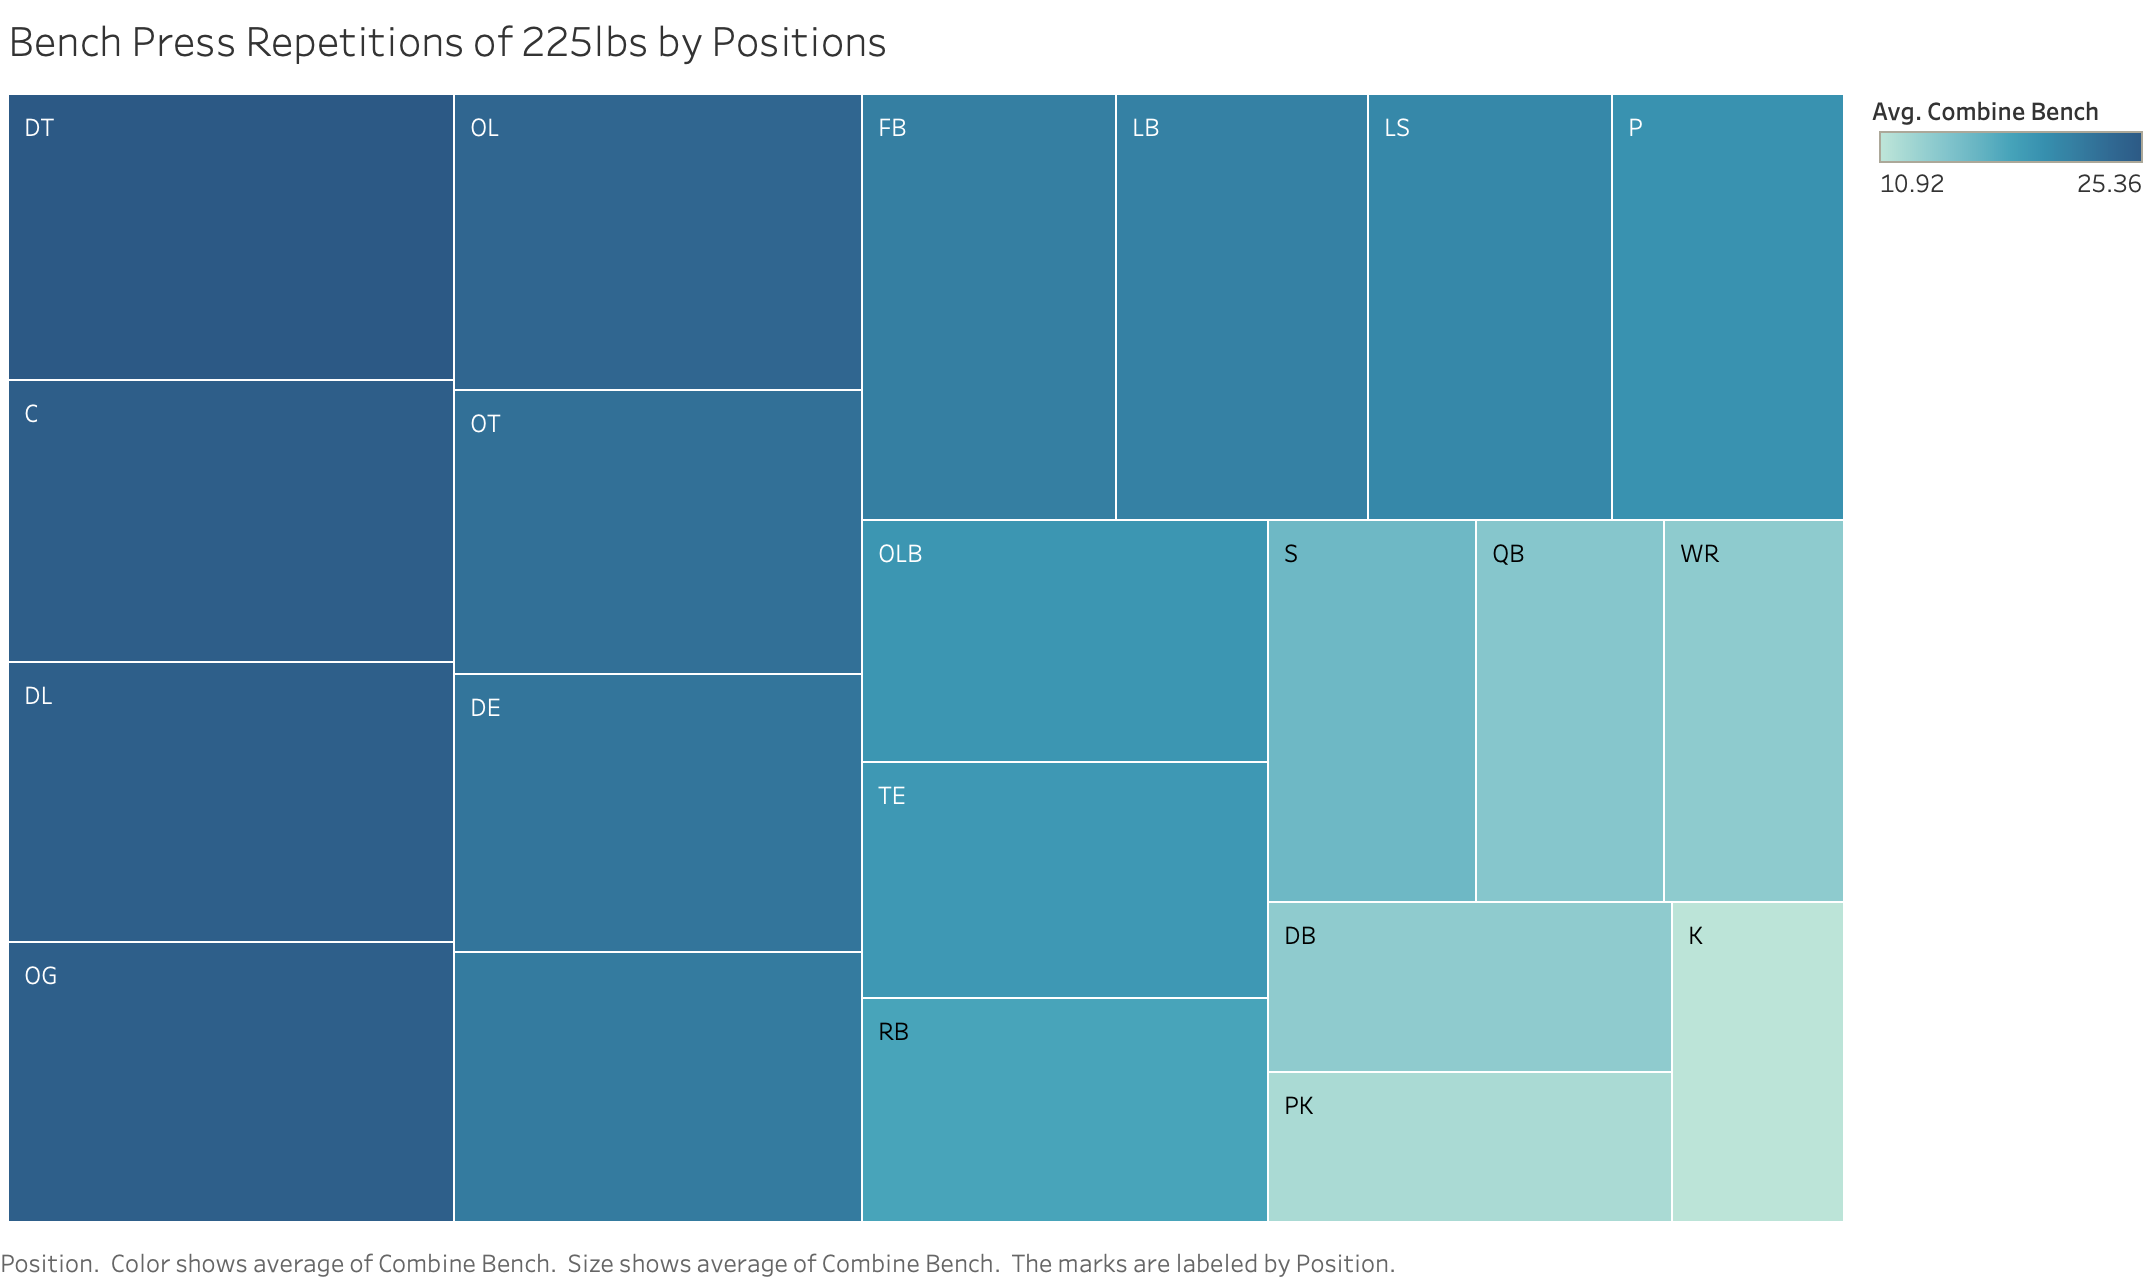 Bench Press Repetitions of 225lbs by Positions
DT
OL
FB
LB
LS
P
Avg. Combine Bench
10.92
25.36
C
OT
OLB
S
QB
WR
DL
DE
TE
DB
K
OG
RB
PK
Position.  Color shows average of Combine Bench.  Size shows average of Combine Bench.  The marks are labeled by Position.